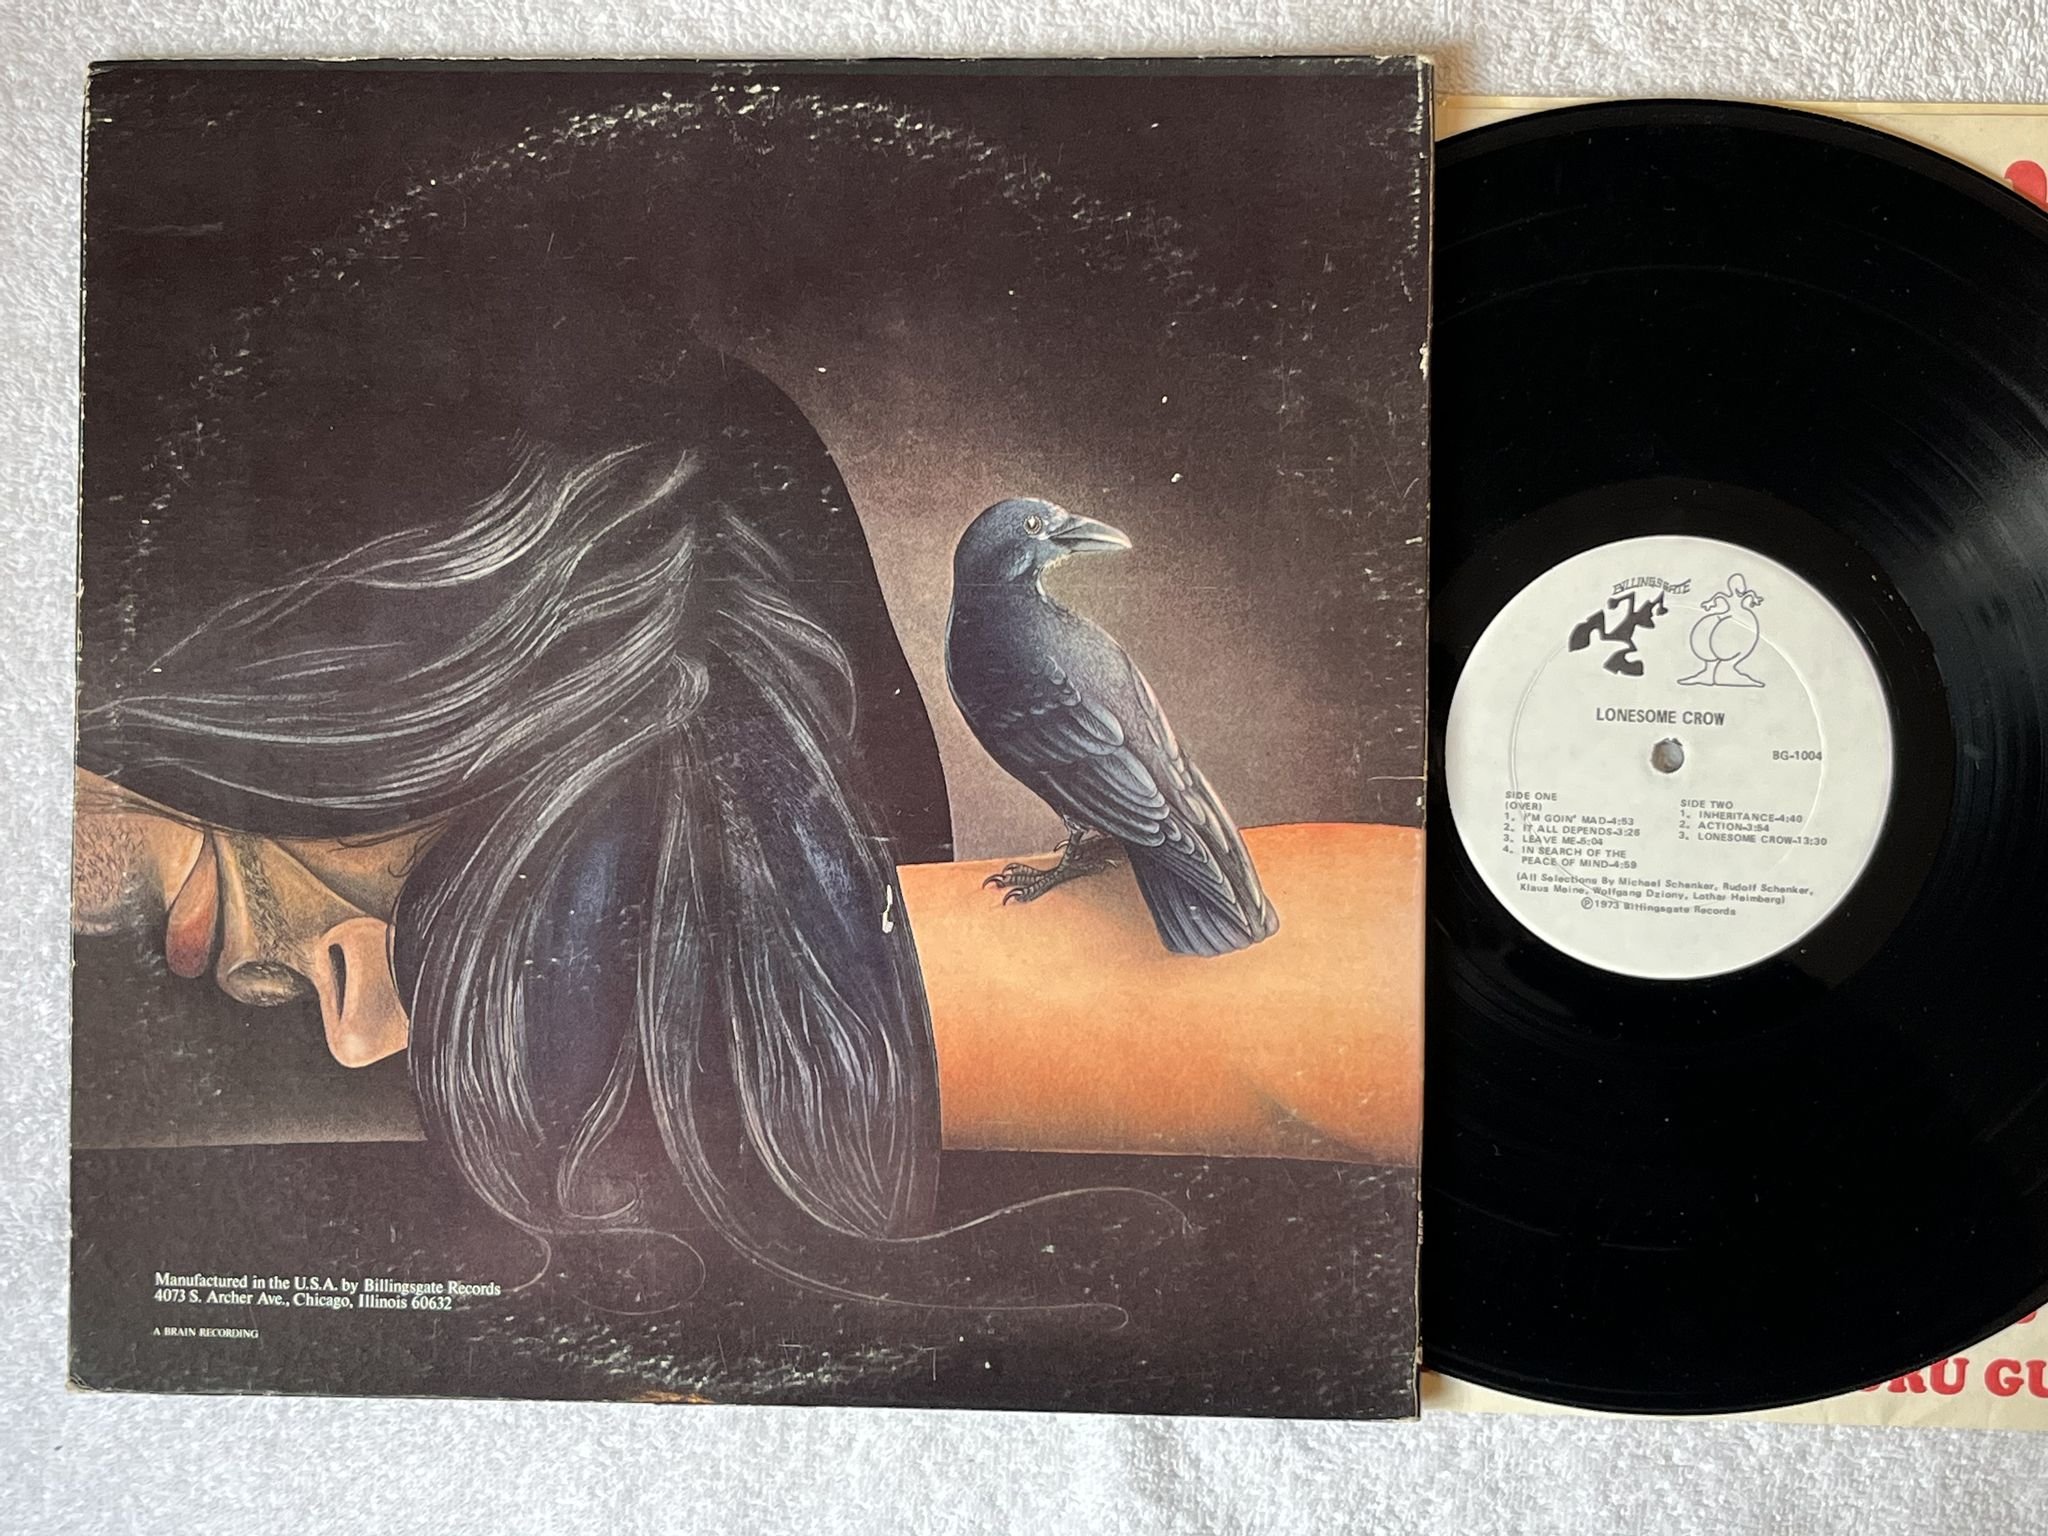 Manufactured in the U.S.A. by Billingsgate Records
4073 S. Archer Ave., Chicago, Illinois 60632
A BRAIN RECORDING
BILLINGSGATE
LONESOME CROW
BG-1004
SIDE ONE
(OVER)
1. I'M GOIN' MAD-4:53
2. IT ALL DEPENDS-3:26
3. LEAVE ME-5:04
4. IN SEARCH OF THE
PEACE OF MIND-4:59
SIDE TWO
1. INHERITANCE-4:40
2. ACTION-3:54
3. LONESOME CROW-13:30
(All Selections By Michael Schenker, Rudolf Schenker,
Klaus Meine, Wolfgang Dziony, Lothar Heimberg)
℗1973 Billingsgate Records
URU GU